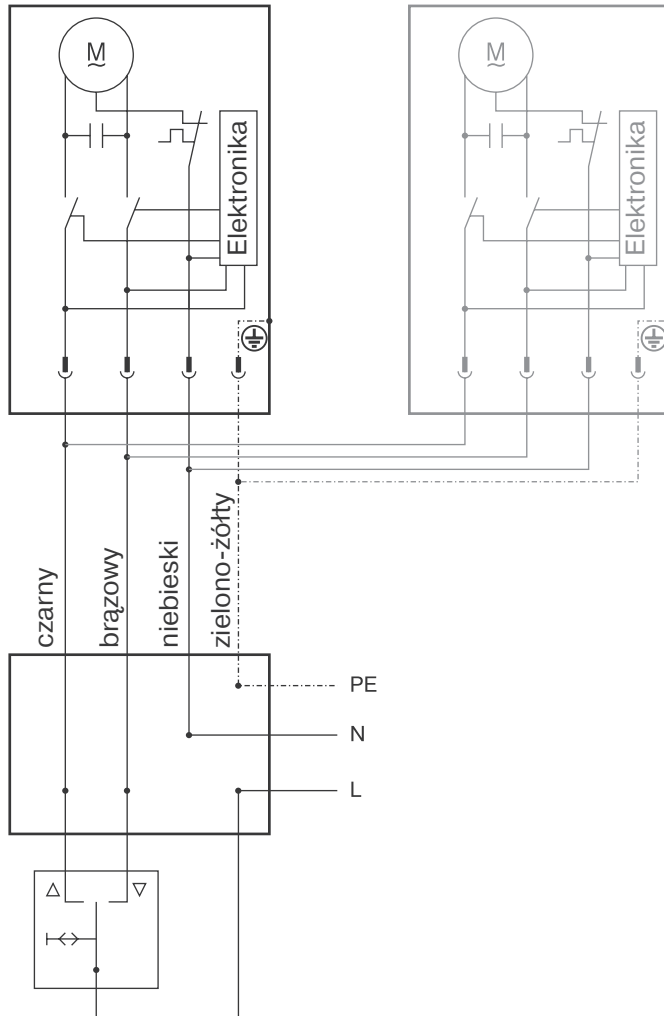 M
~
Elektronika
M
~
Elektronika
czarny
brązowy
niebieski
zielono-żółty
PE
N
L